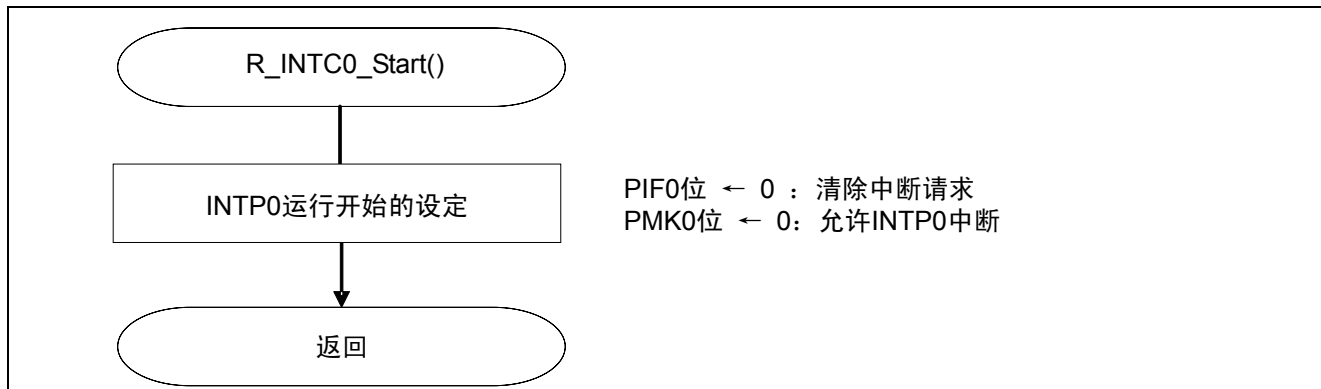 R_INTC0_Start()
INTP0运行开始的设定
PIF0位 ← 0 ：清除中断请求
PMK0位 ← 0：允许INTP0中断
返回